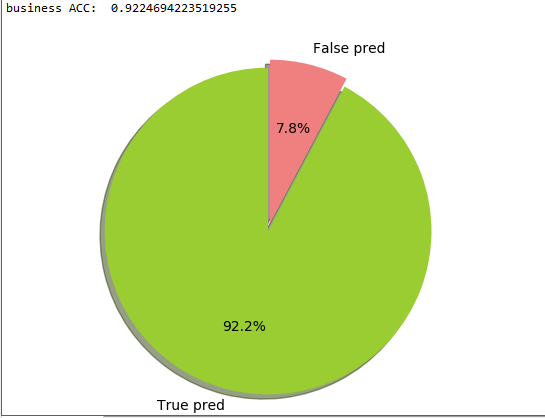 business ACC:  0.9224694223519255
False pred
7.8%
92.2%
True pred